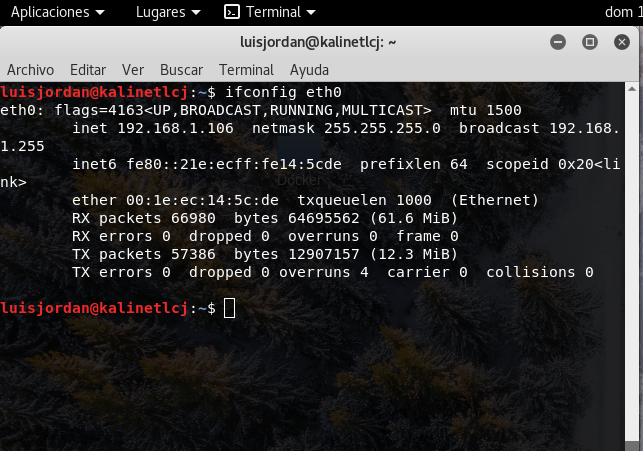 Aplicaciones Lugares Terminal dom 1
luisjordan@kalinetlcj: ~
Archivo Editar Ver Buscar Terminal Ayuda
luisjordan@kalinetlcj:~$ ifconfig eth0
eth0: flags=4163<UP,BROADCAST,RUNNING,MULTICAST>  mtu 1500
        inet 192.168.1.106  netmask 255.255.255.0  broadcast 192.168.
1.255
        inet6 fe80::21e:ecff:fe14:5cde  prefixlen 64  scopeid 0x20<li
nk>
Docker
        ether 00:1e:ec:14:5c:de  txqueuelen 1000  (Ethernet)
        RX packets 66980  bytes 64695562 (61.6 MiB)
        RX errors 0  dropped 0  overruns 0  frame 0
        TX packets 57386  bytes 12907157 (12.3 MiB)
        TX errors 0  dropped 0 overruns 4  carrier 0  collisions 0
luisjordan@kalinetlcj:~$